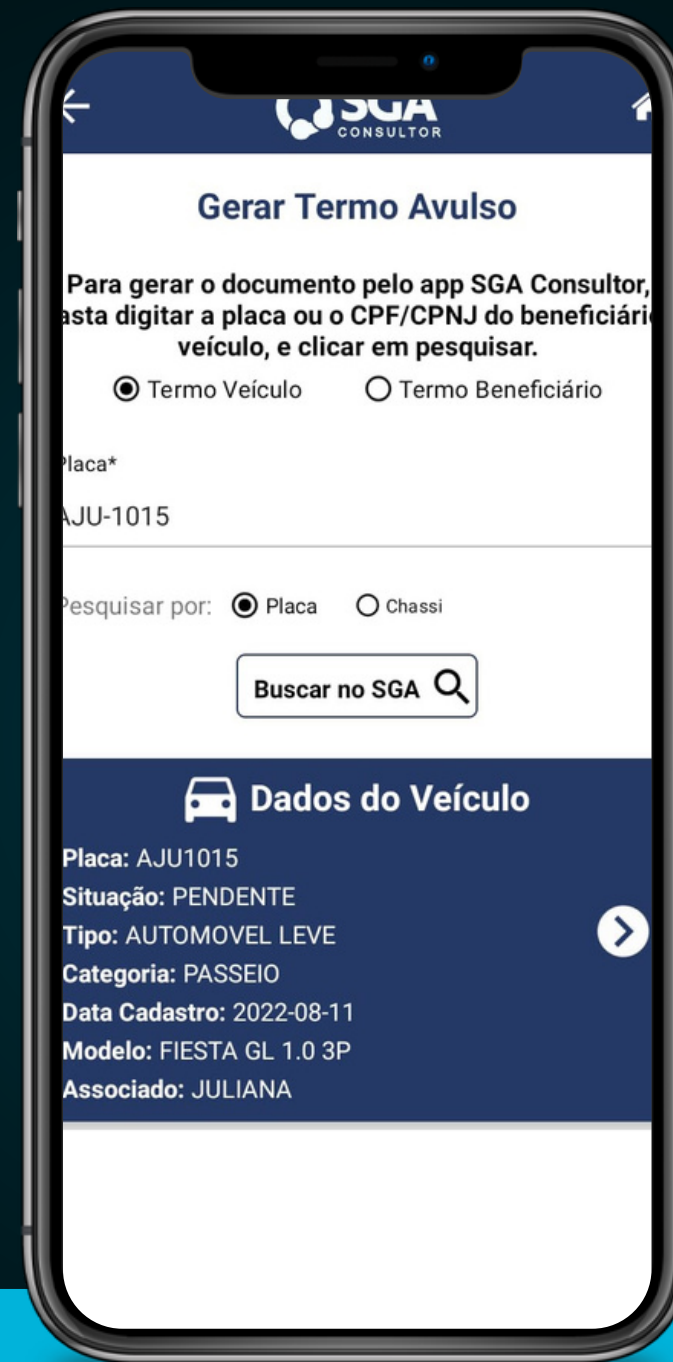 SGA
CONSULTOR
Gerar Termo Avulso
Para gerar o documento pelo app SGA Consultor,
asta digitar a placa ou o CPF/CPNJ do beneficiári
veículo, e clicar em pesquisar.
Termo Veículo Termo Beneficiário
Placa*
AJU-1015
Pesquisar por: Placa Chassi
Buscar no SGA
Dados do Veículo
Placa: AJU1015
Situação: PENDENTE
Tipo: AUTOMOVEL LEVE
Categoria: PASSEIO
Data Cadastro: 2022-08-11
Modelo: FIESTA GL 1.0 3P
Associado: JULIANA